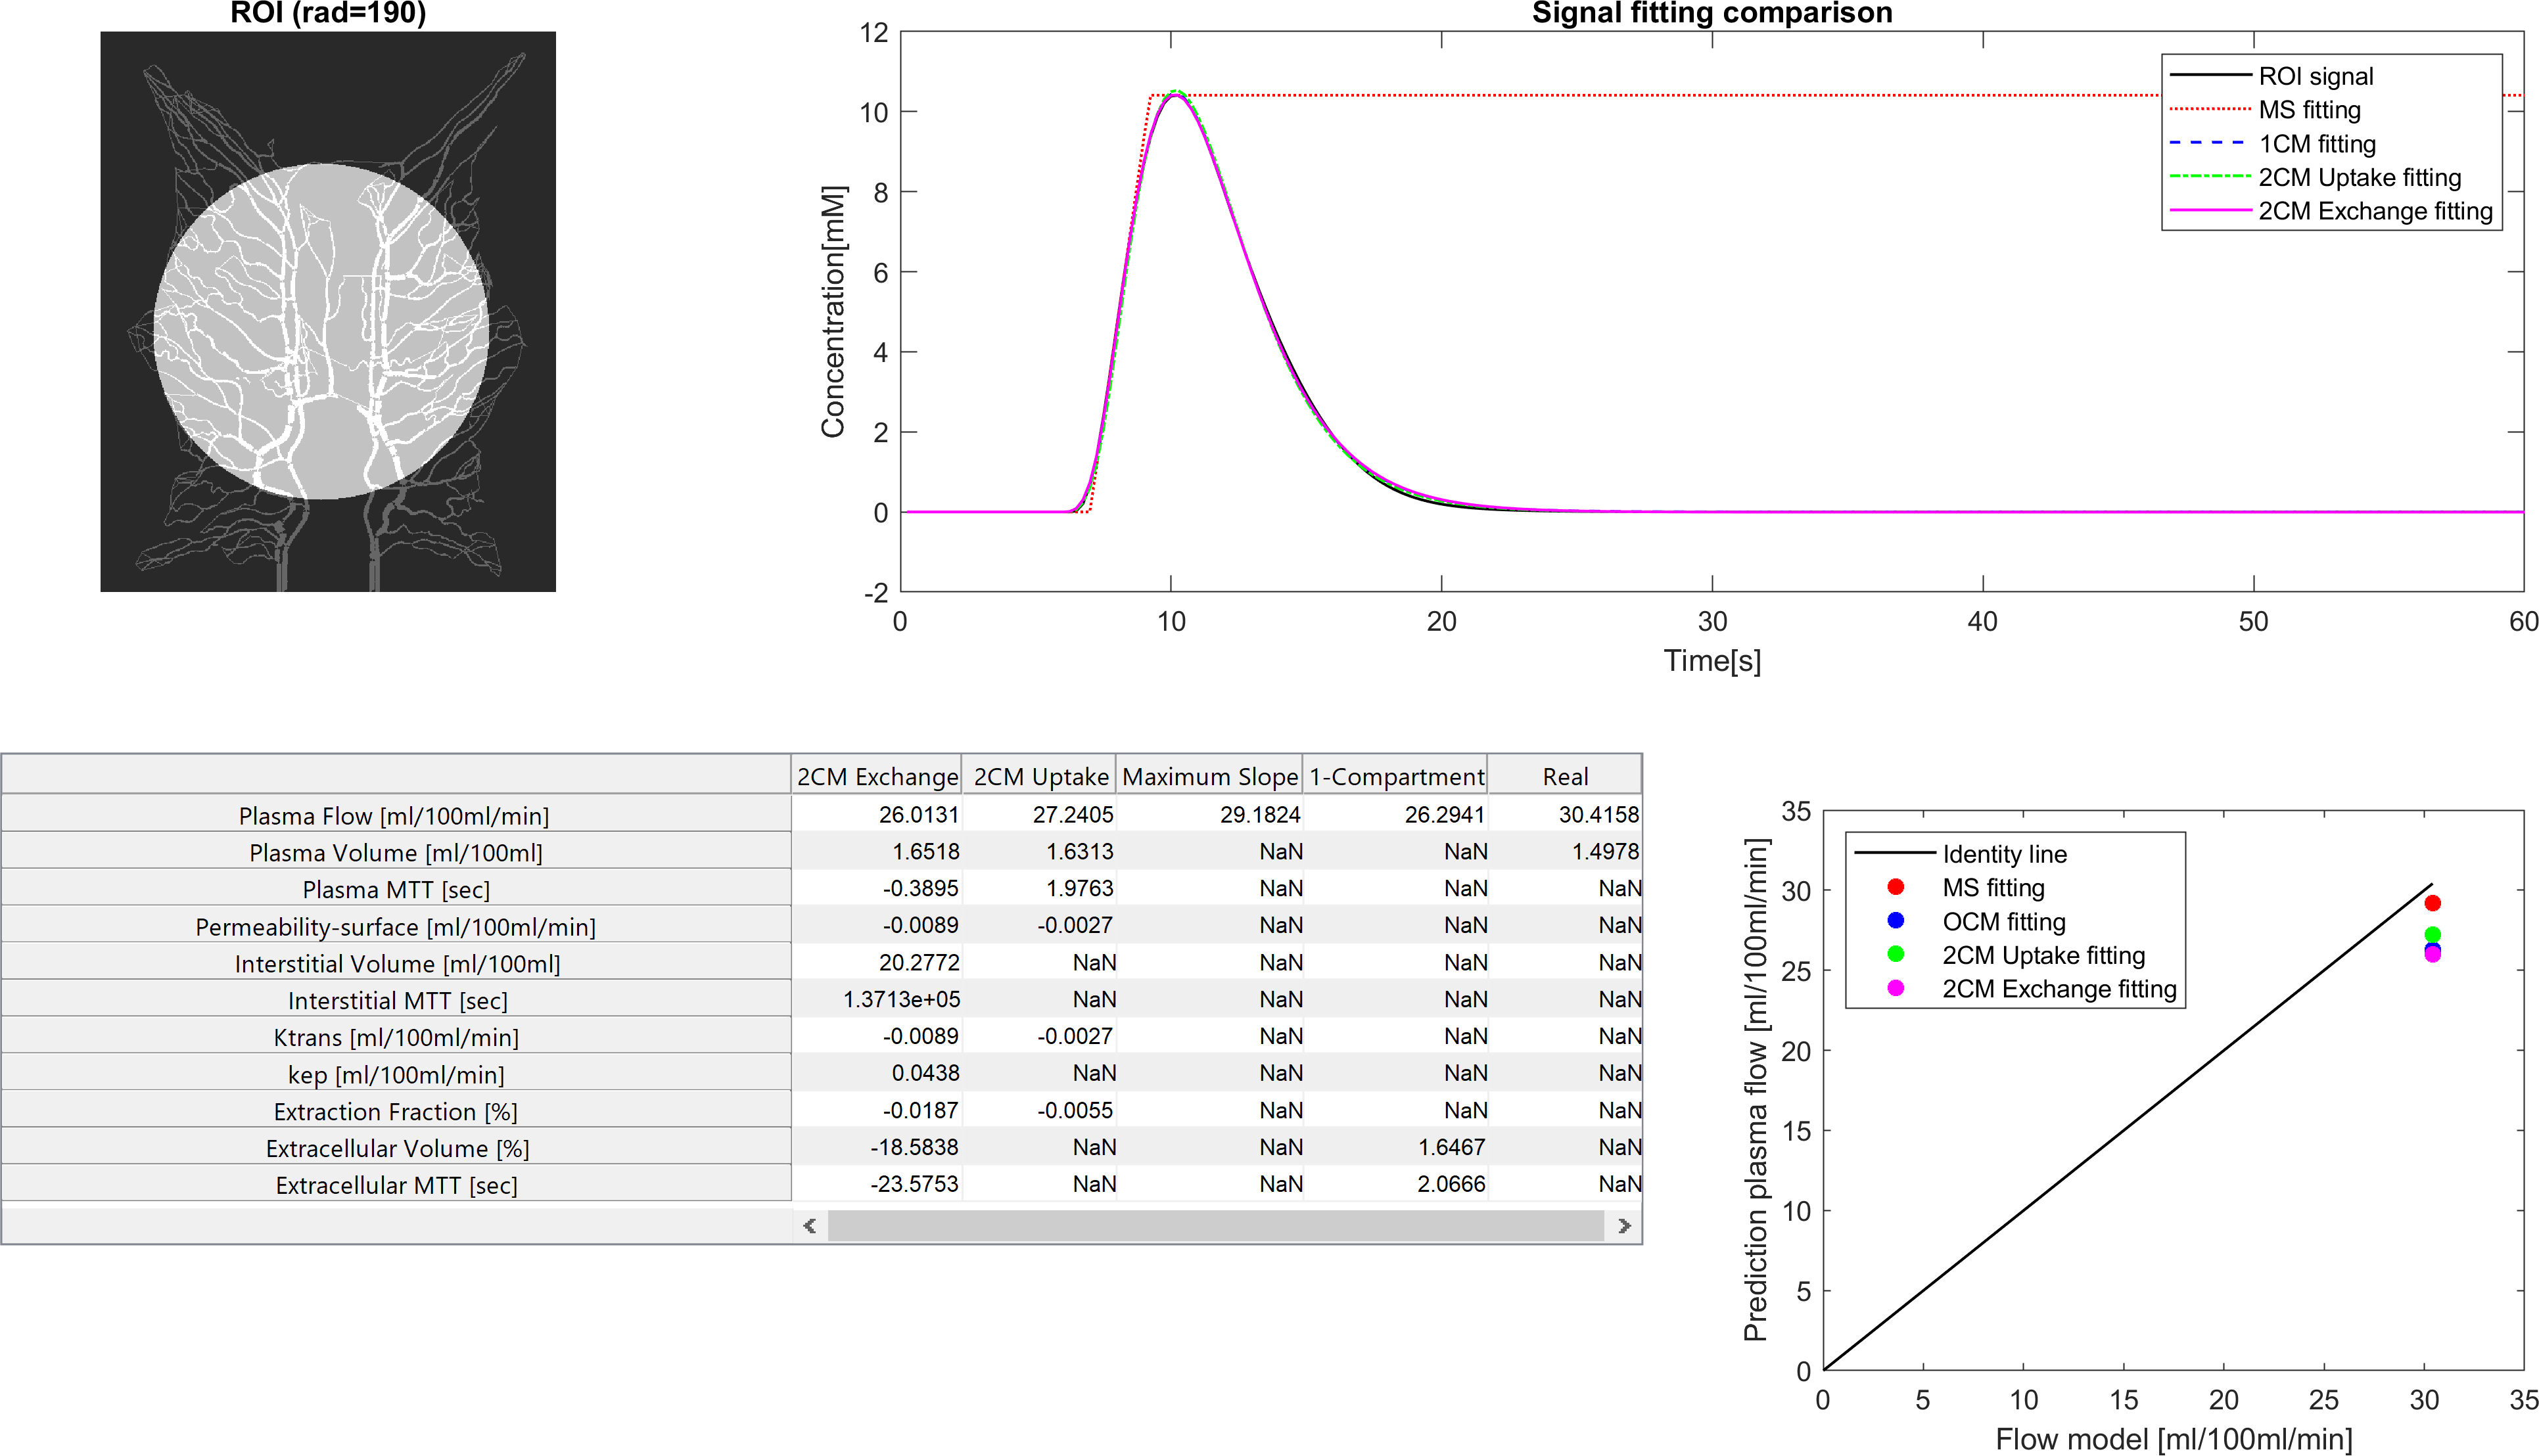 ROI (rad=190)
Signal fitting comparison
12
10
8
6
4
2
0
-2
Concentration[mM]
0 10 20 30 40 50 60
Time[s]
ROI signal
MS fitting
1CM fitting
2CM Uptake fitting
2CM Exchange fitting
2CM Exchange 2CM Uptake Maximum Slope 1-Compartment Real
Plasma Flow [ml/100ml/min] 26.0131 27.2405 29.1824 26.2941 30.4158
Plasma Volume [ml/100ml] 1.6518 1.6313 NaN NaN 1.4978
Plasma MTT [sec] -0.3895 1.9763 NaN NaN NaN
Permeability-surface [ml/100ml/min] -0.0089 -0.0027 NaN NaN NaN
Interstitial Volume [ml/100ml] 20.2772 NaN NaN NaN NaN
Interstitial MTT [sec] 1.3713e+05 NaN NaN NaN NaN
Ktrans [ml/100ml/min] -0.0089 -0.0027 NaN NaN NaN
kep [ml/100ml/min] 0.0438 NaN NaN NaN NaN
Extraction Fraction [%] -0.0187 -0.0055 NaN NaN NaN
Extracellular Volume [%] -18.5838 NaN NaN 1.6467 NaN
Extracellular MTT [sec] -23.5753 NaN NaN 2.0666 NaN
35
30
25
20
15
10
5
0
Prediction plasma flow [ml/100ml/min]
Identity line
MS fitting
OCM fitting
2CM Uptake fitting
2CM Exchange fitting
0 5 10 15 20 25 30 35
Flow model [ml/100ml/min]